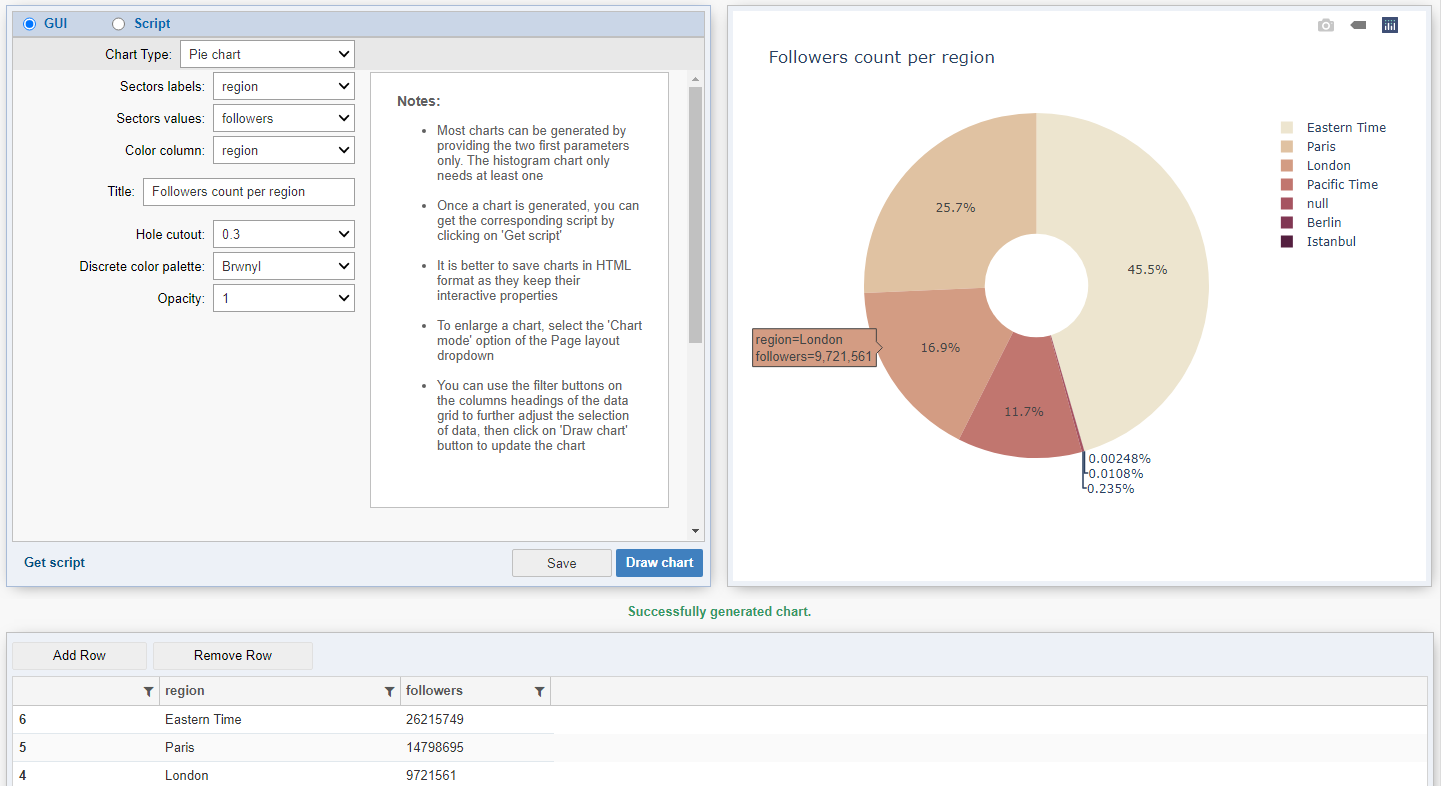 GUI
Script
Chart Type:
Pie chart
Sectors labels:
region
Sectors values:
followers
Color column:
region
Title:
Followers count per region
Hole cutout:
0.3
Discrete color palette:
Brwnyl
Opacity:
1
Notes:
Most charts can be generated by
providing the two first parameters
only. The histogram chart only
needs at least one
Once a chart is generated, you can
get the corresponding script by
clicking on 'Get script'
It is better to save charts in HTML
format as they keep their
interactive properties
To enlarge a chart, select the 'Chart
mode' option of the Page layout
dropdown
You can use the filter buttons on
the columns headings of the data
grid to further adjust the selection
of data, then click on 'Draw chart'
button to update the chart
Get script
Save
Draw chart
Followers count per region
25.7%
45.5%
16.9%
11.7%
region=London
followers=9,721,561
0.00248%
0.0108%
0.235%
Eastern Time
Paris
London
Pacific Time
null
Berlin
Istanbul
Successfully generated chart.
Add Row
Remove Row
region
followers
6
Eastern Time
26215749
5
Paris
14798695
4
London
9721561